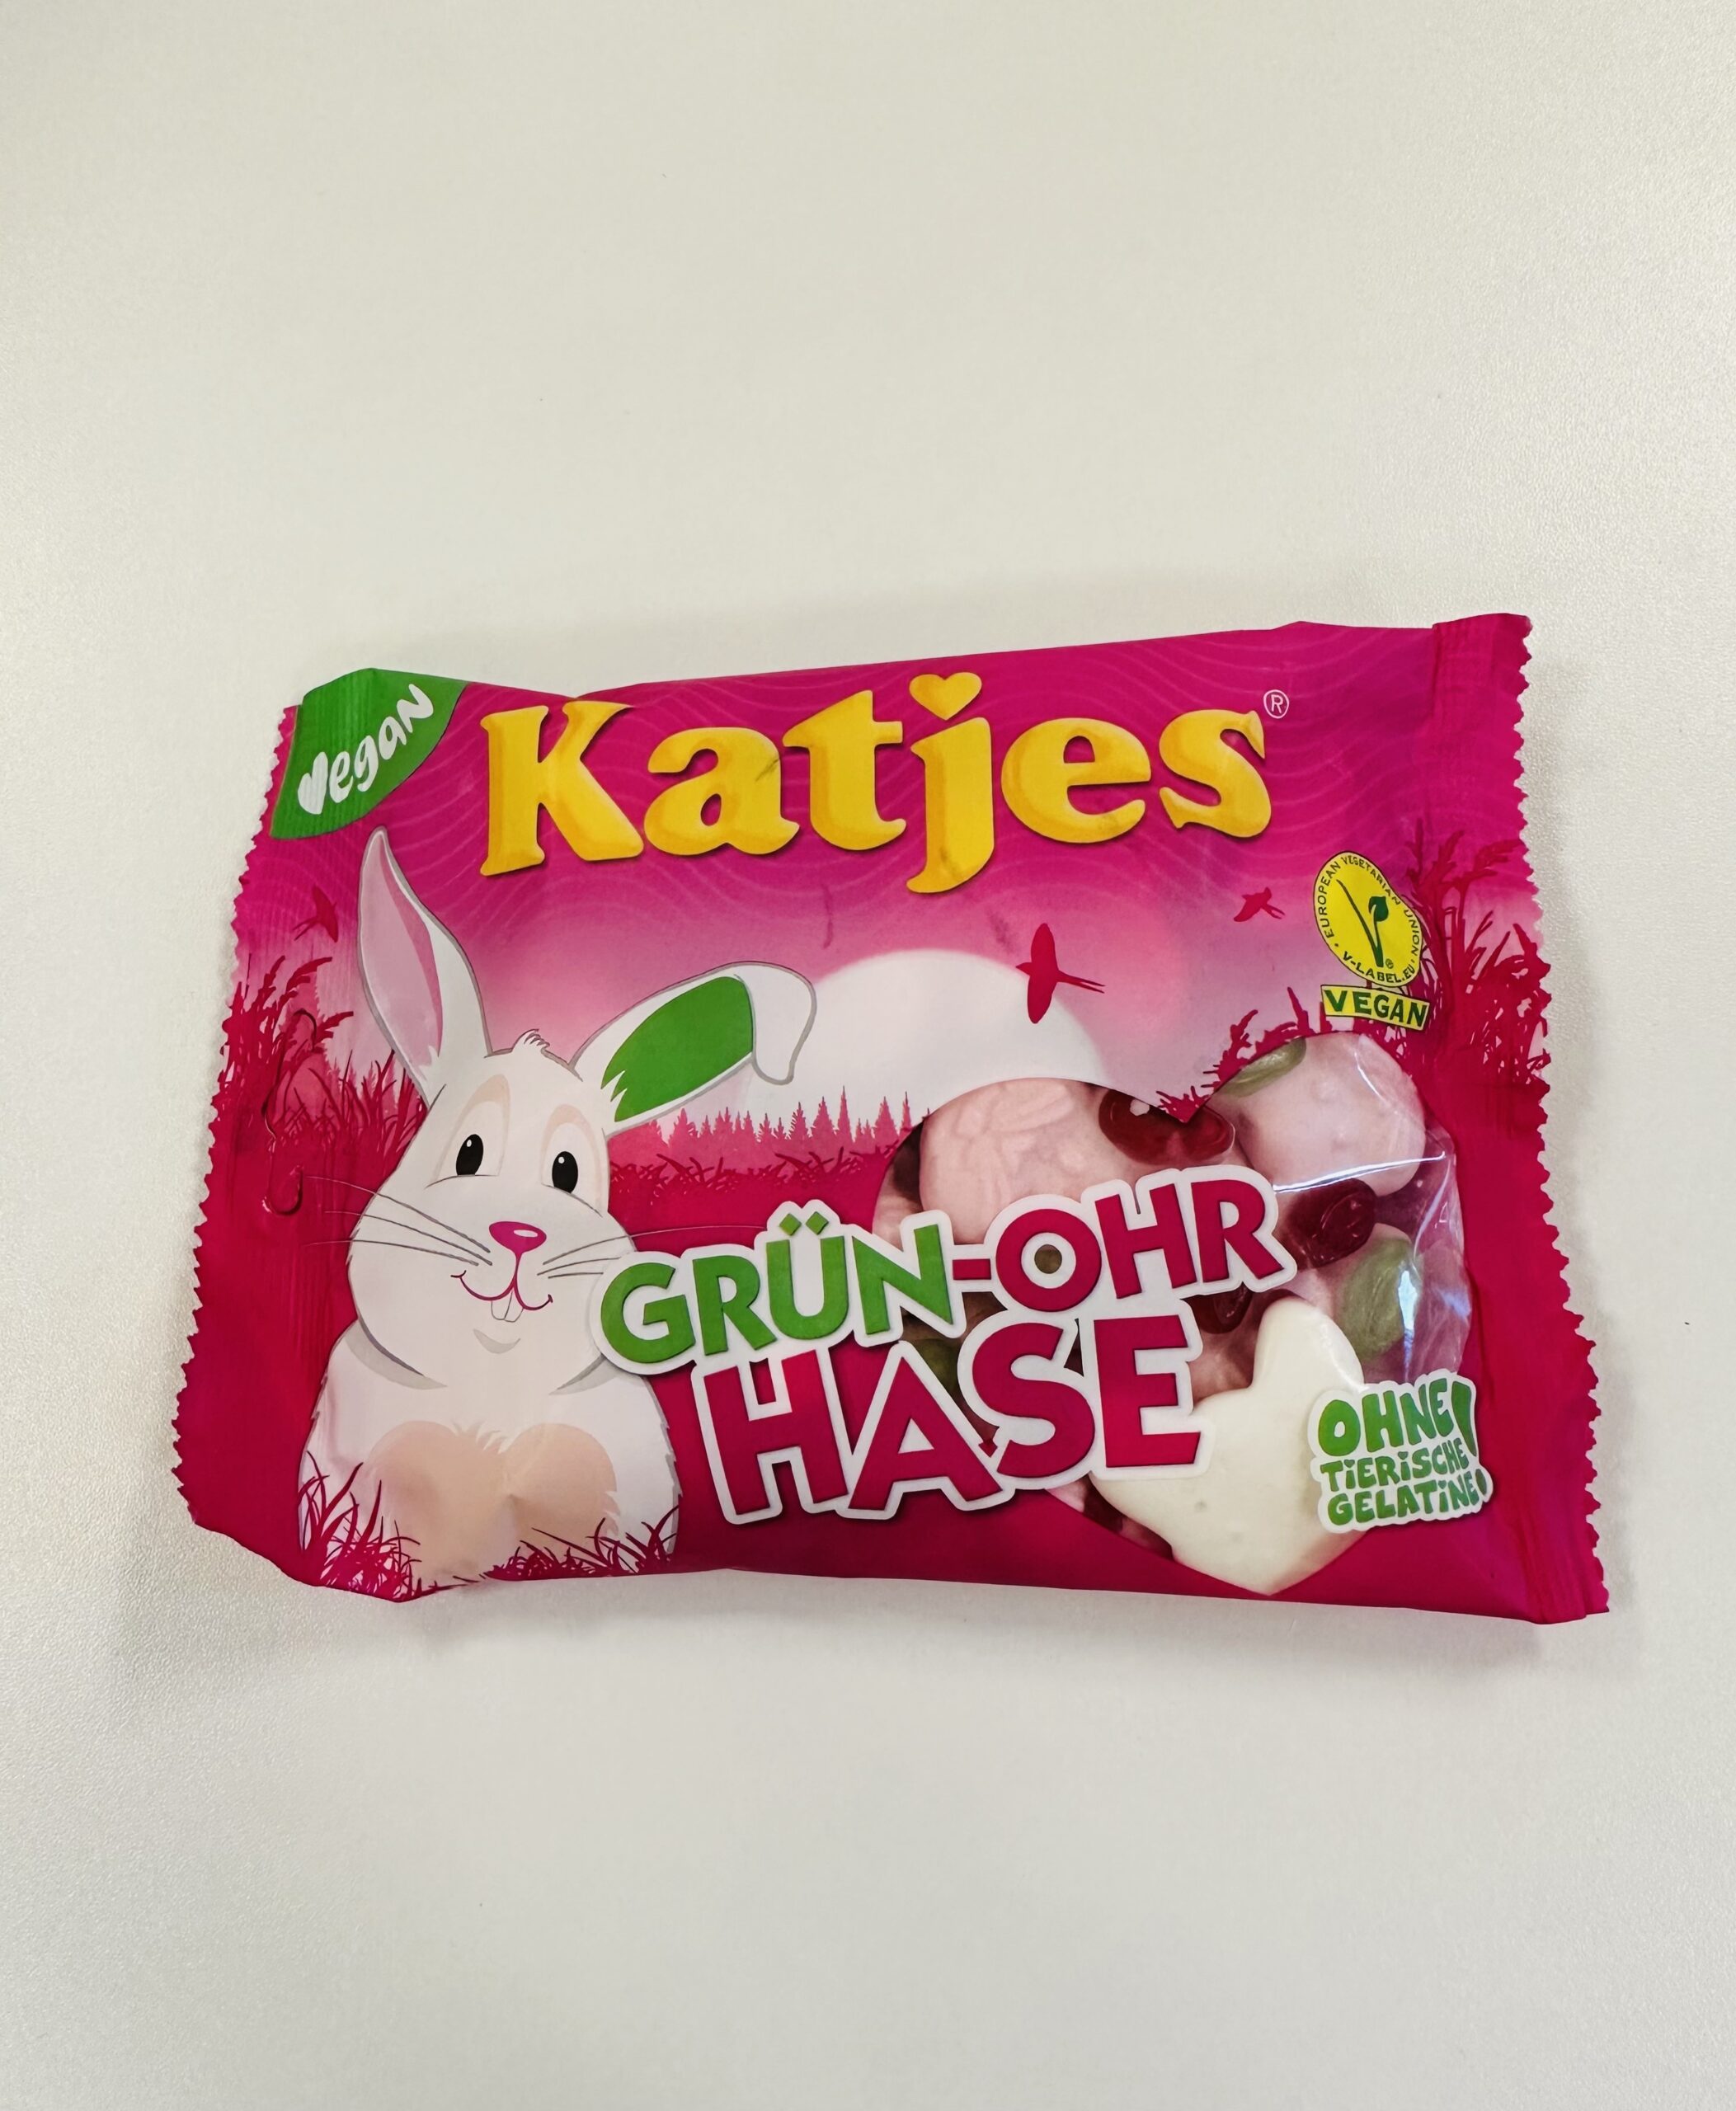 vegan
Katjes®
EUROPEAN VEGETARIAN UNION
V-LABEL.EU
VEGAN
GRÜN-OHR
HASE
OHNE
TIERISCHE
GELATINE!